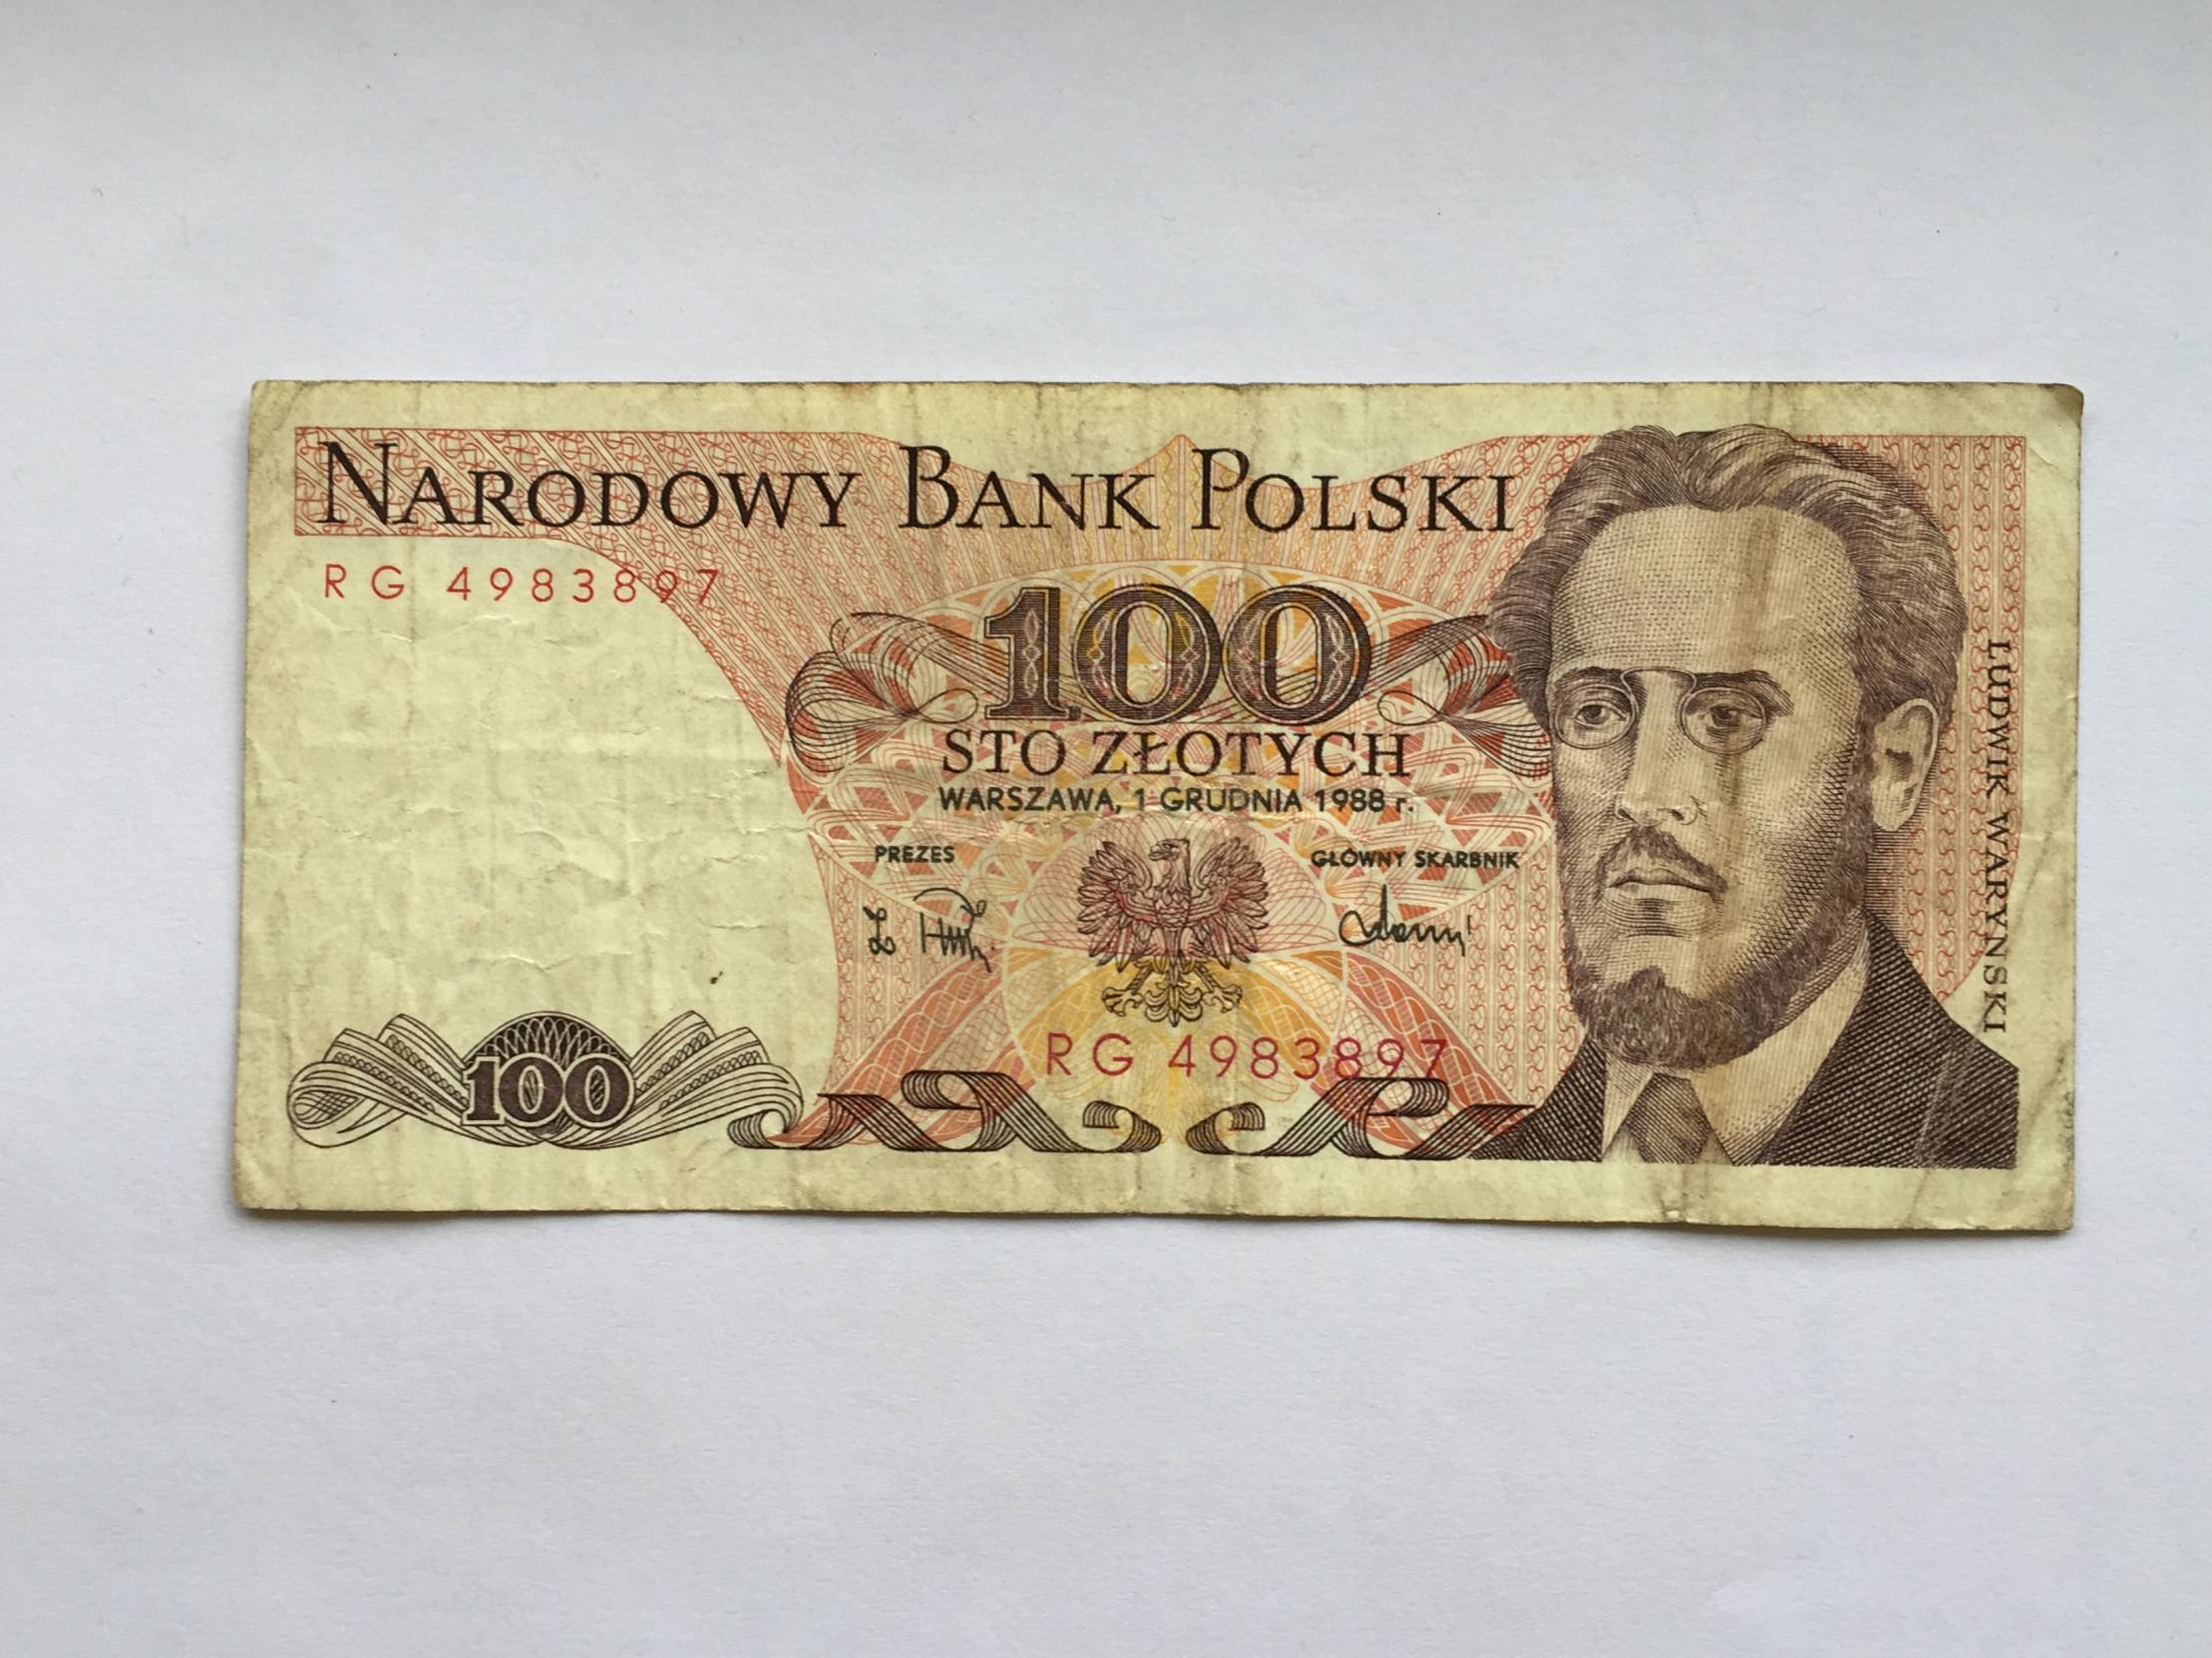 NARODOWY BANK POLSKI
RG 4983897
100
STO ZŁOTYCH
WARSZAWA, 1 GRUDNIA 1988 r.
PREZES
GŁÓWNY SKARBNIK
RG 4983897
100
LUDWIK WARYŃSKI